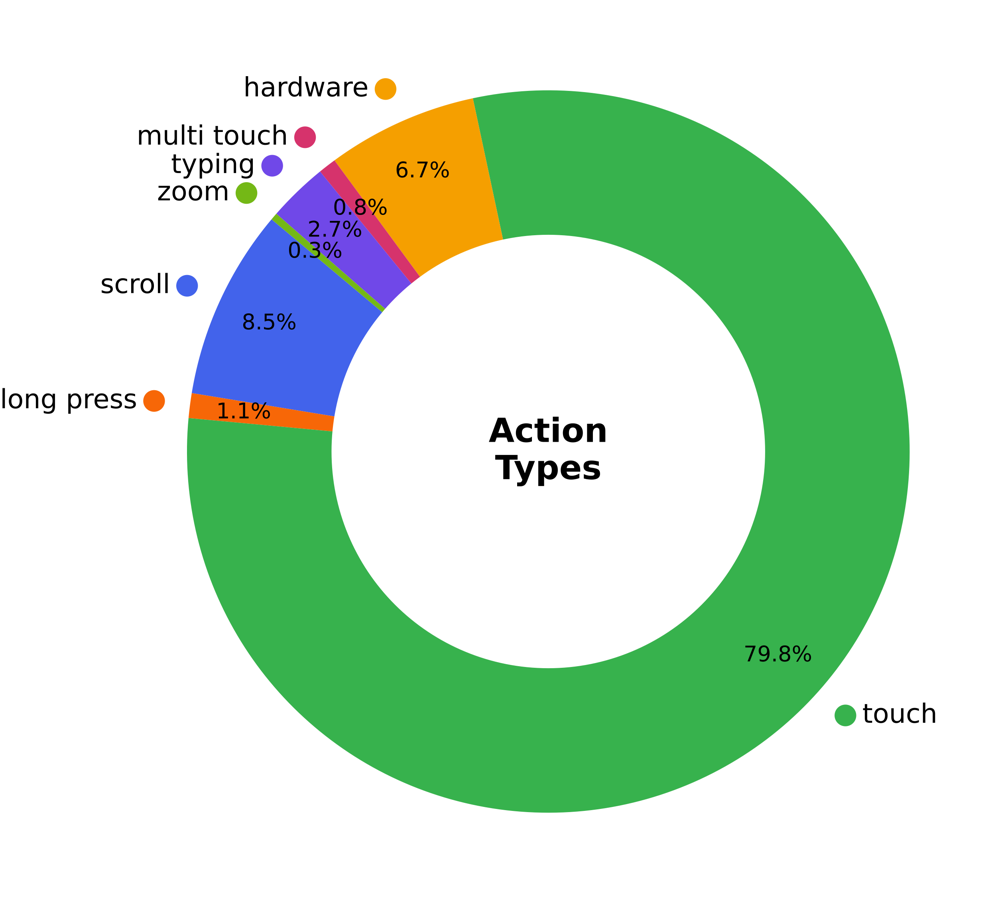 hardware
multi touch
typing
zoom
scroll
long press
6.7%
0.8%
2.7%
0.3%
8.5%
1.1%
Action
Types
79.8%
touch